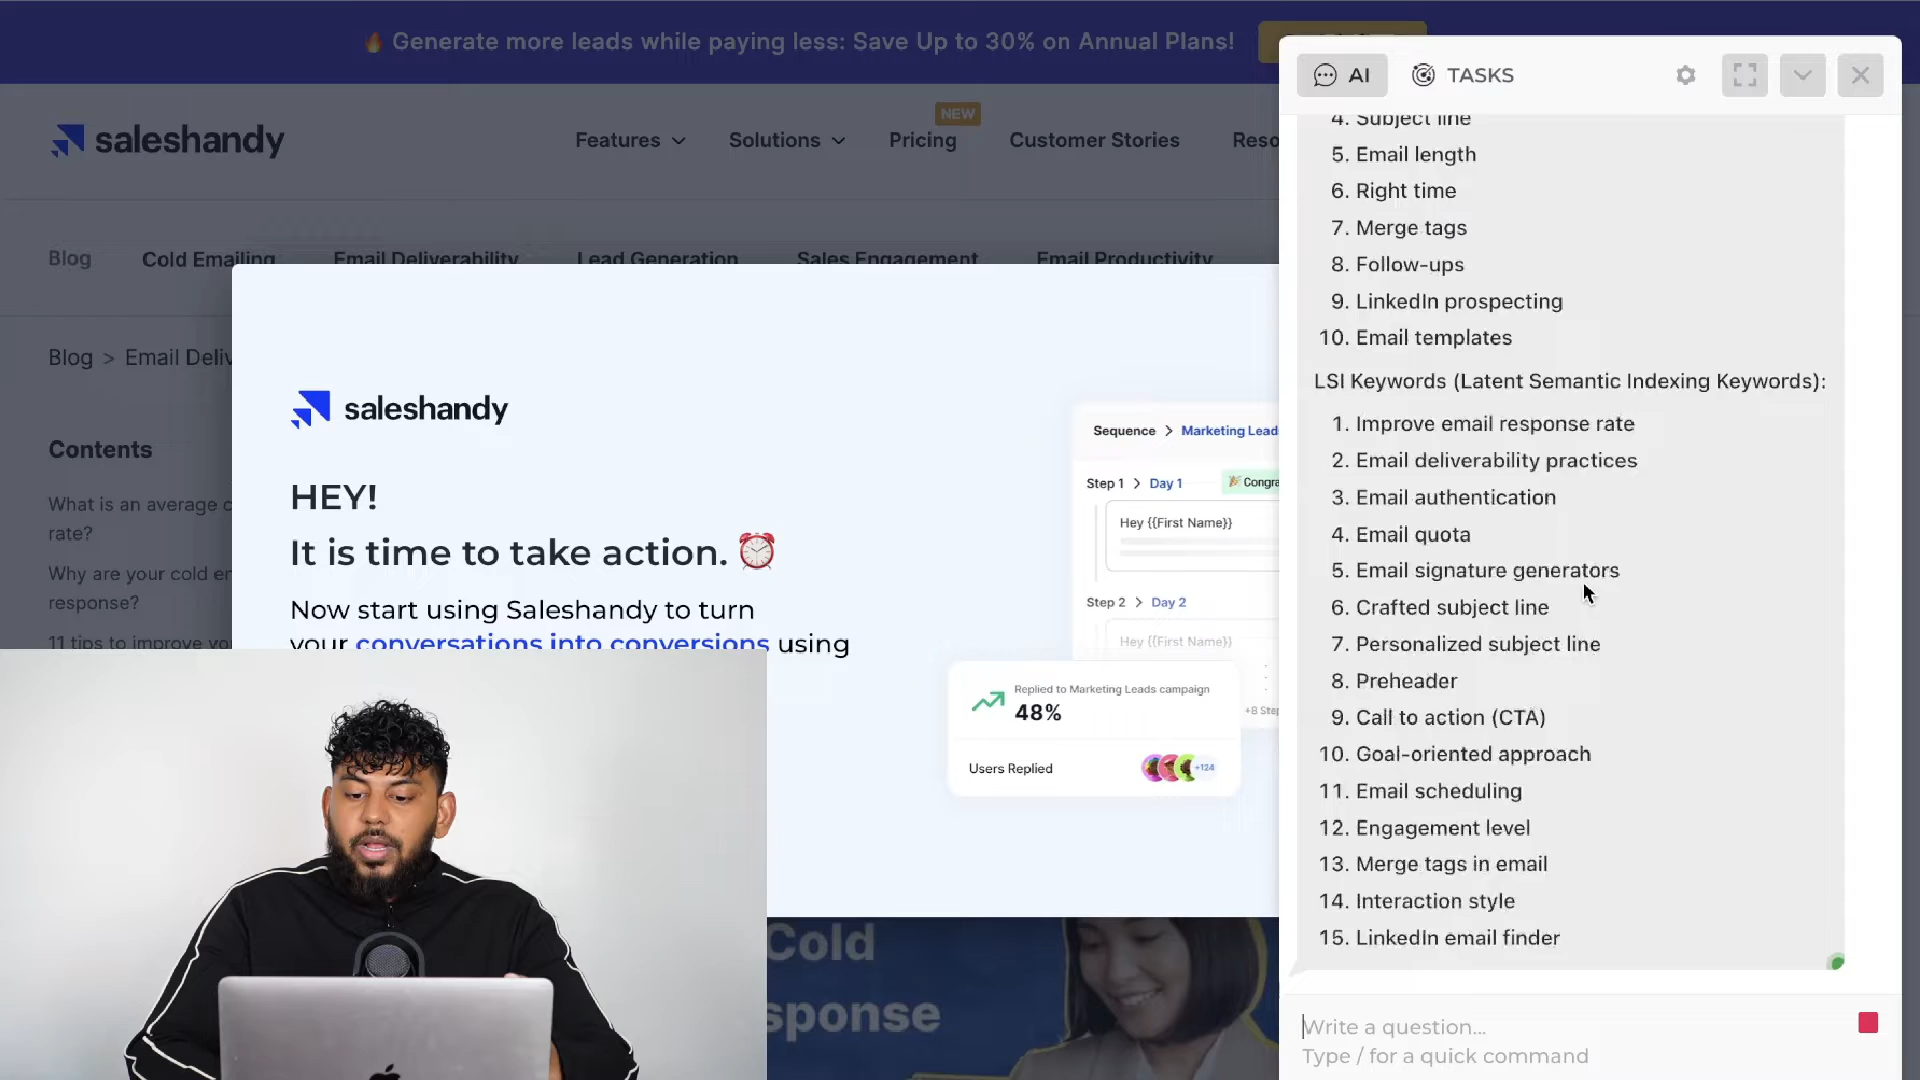 🔥 Generate more leads while paying less: Save Up to 30% on Annual Plans!
saleshandy
Features
Solutions
NEW
Pricing
Customer Stories
Blog
Cold Emailing
Email Deliverability
Lead Generation
Sales Engagement
Email Productivity
Blog >
Contents
What is an average
rate?
Why are your cold
response?
11 tips to improve
saleshandy
HEY!
It is time to take action. ⏰
Now start using Saleshandy to turn
your conversations into conversions using
Sequence >
Step 1 > Day 1
Hey {{First Name}}
Step 2 > Day 2
Hey {{First Name}}
Replied to Marketing Leads campaign
48%
Users Replied
+124
Cold
AI
TASKS
4. Subject line
5. Email length
6. Right time
7. Merge tags
8. Follow-ups
9. LinkedIn prospecting
10. Email templates
LSI Keywords (Latent Semantic Indexing Keywords):
1. Improve email response rate
2. Email deliverability practices
3. Email authentication
4. Email quota
5. Email signature generators
6. Crafted subject line
7. Personalized subject line
8. Preheader
9. Call to action (CTA)
10. Goal-oriented approach
11. Email scheduling
12. Engagement level
13. Merge tags in email
14. Interaction style
15. LinkedIn email finder
Write a question...
Type / for a quick command